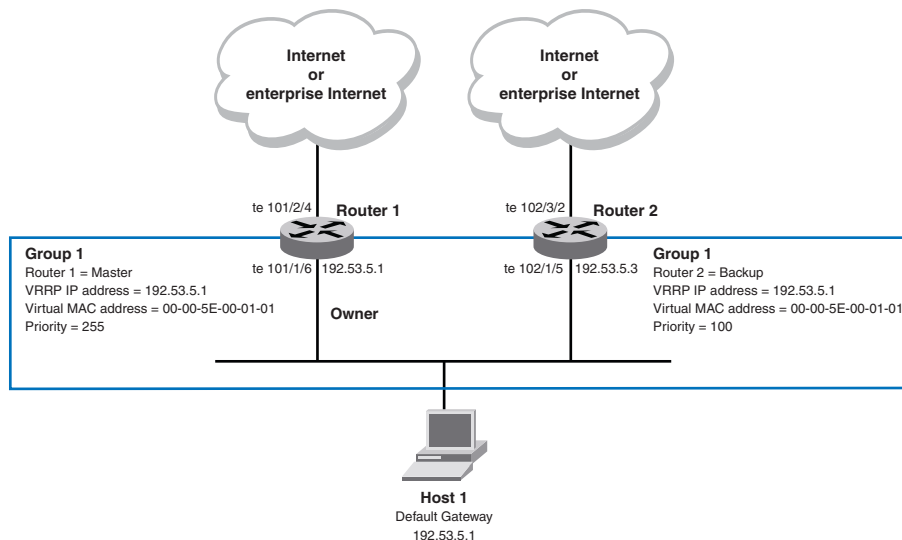 Internet
or
enterprise Internet
Internet
or
enterprise Internet
te 101/2/4
Router 1
te 102/3/2
Router 2
Group 1
Router 1 = Master
VRRP IP address = 192.53.5.1
Virtual MAC address = 00-00-5E-00-01-01
Priority = 255
te 101/1/6
192.53.5.1
Owner
te 102/1/5
192.53.5.3
Group 1
Router 2 = Backup
VRRP IP address = 192.53.5.1
Virtual MAC address = 00-00-5E-00-01-01
Priority = 100
Host 1
Default Gateway
192.53.5.1